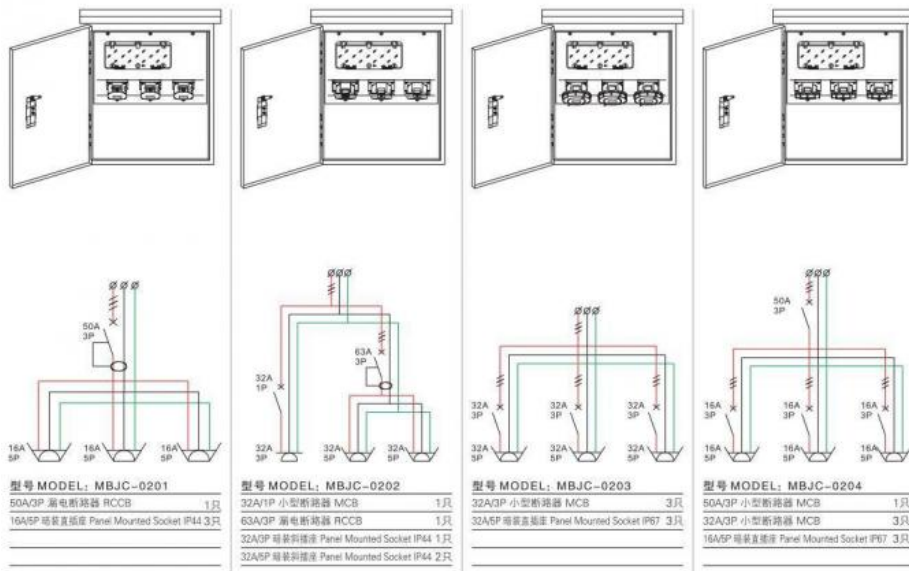 50A
3P
16A
5P
16A
5P
16A
5P
型号 MODEL: MBJC-0201
50A/3P 漏电断路器 RCCB 1只
16A/5P 暗装直插座 Panel Mounted Socket IP44 3只
63A
3P
32A
1P
32A
3P
32A
5P
32A
5P
型号 MODEL: MBJC-0202
32A/1P 小型断路器 MCB 1只
63A/3P 漏电断路器 RCCB 1只
32A/3P 暗装斜插座 Panel Mounted Socket IP44 1只
32A/5P 暗装斜插座 Panel Mounted Socket IP44 2只
32A
3P
32A
3P
32A
3P
32A
5P
32A
5P
32A
5P
型号 MODEL: MBJC-0203
32A/3P 小型断路器 MCB 3只
32A/5P 暗装直插座 Panel Mounted Socket IP67 3只
50A
3P
16A
3P
16A
3P
16A
3P
16A
5P
16A
5P
16A
5P
型号 MODEL: MBJC-0204
50A/3P 小型断路器 MCB 1只
32A/3P 小型断路器 MCB 3只
16A/5P 暗装直插座 Panel Mounted Socket IP67 3只